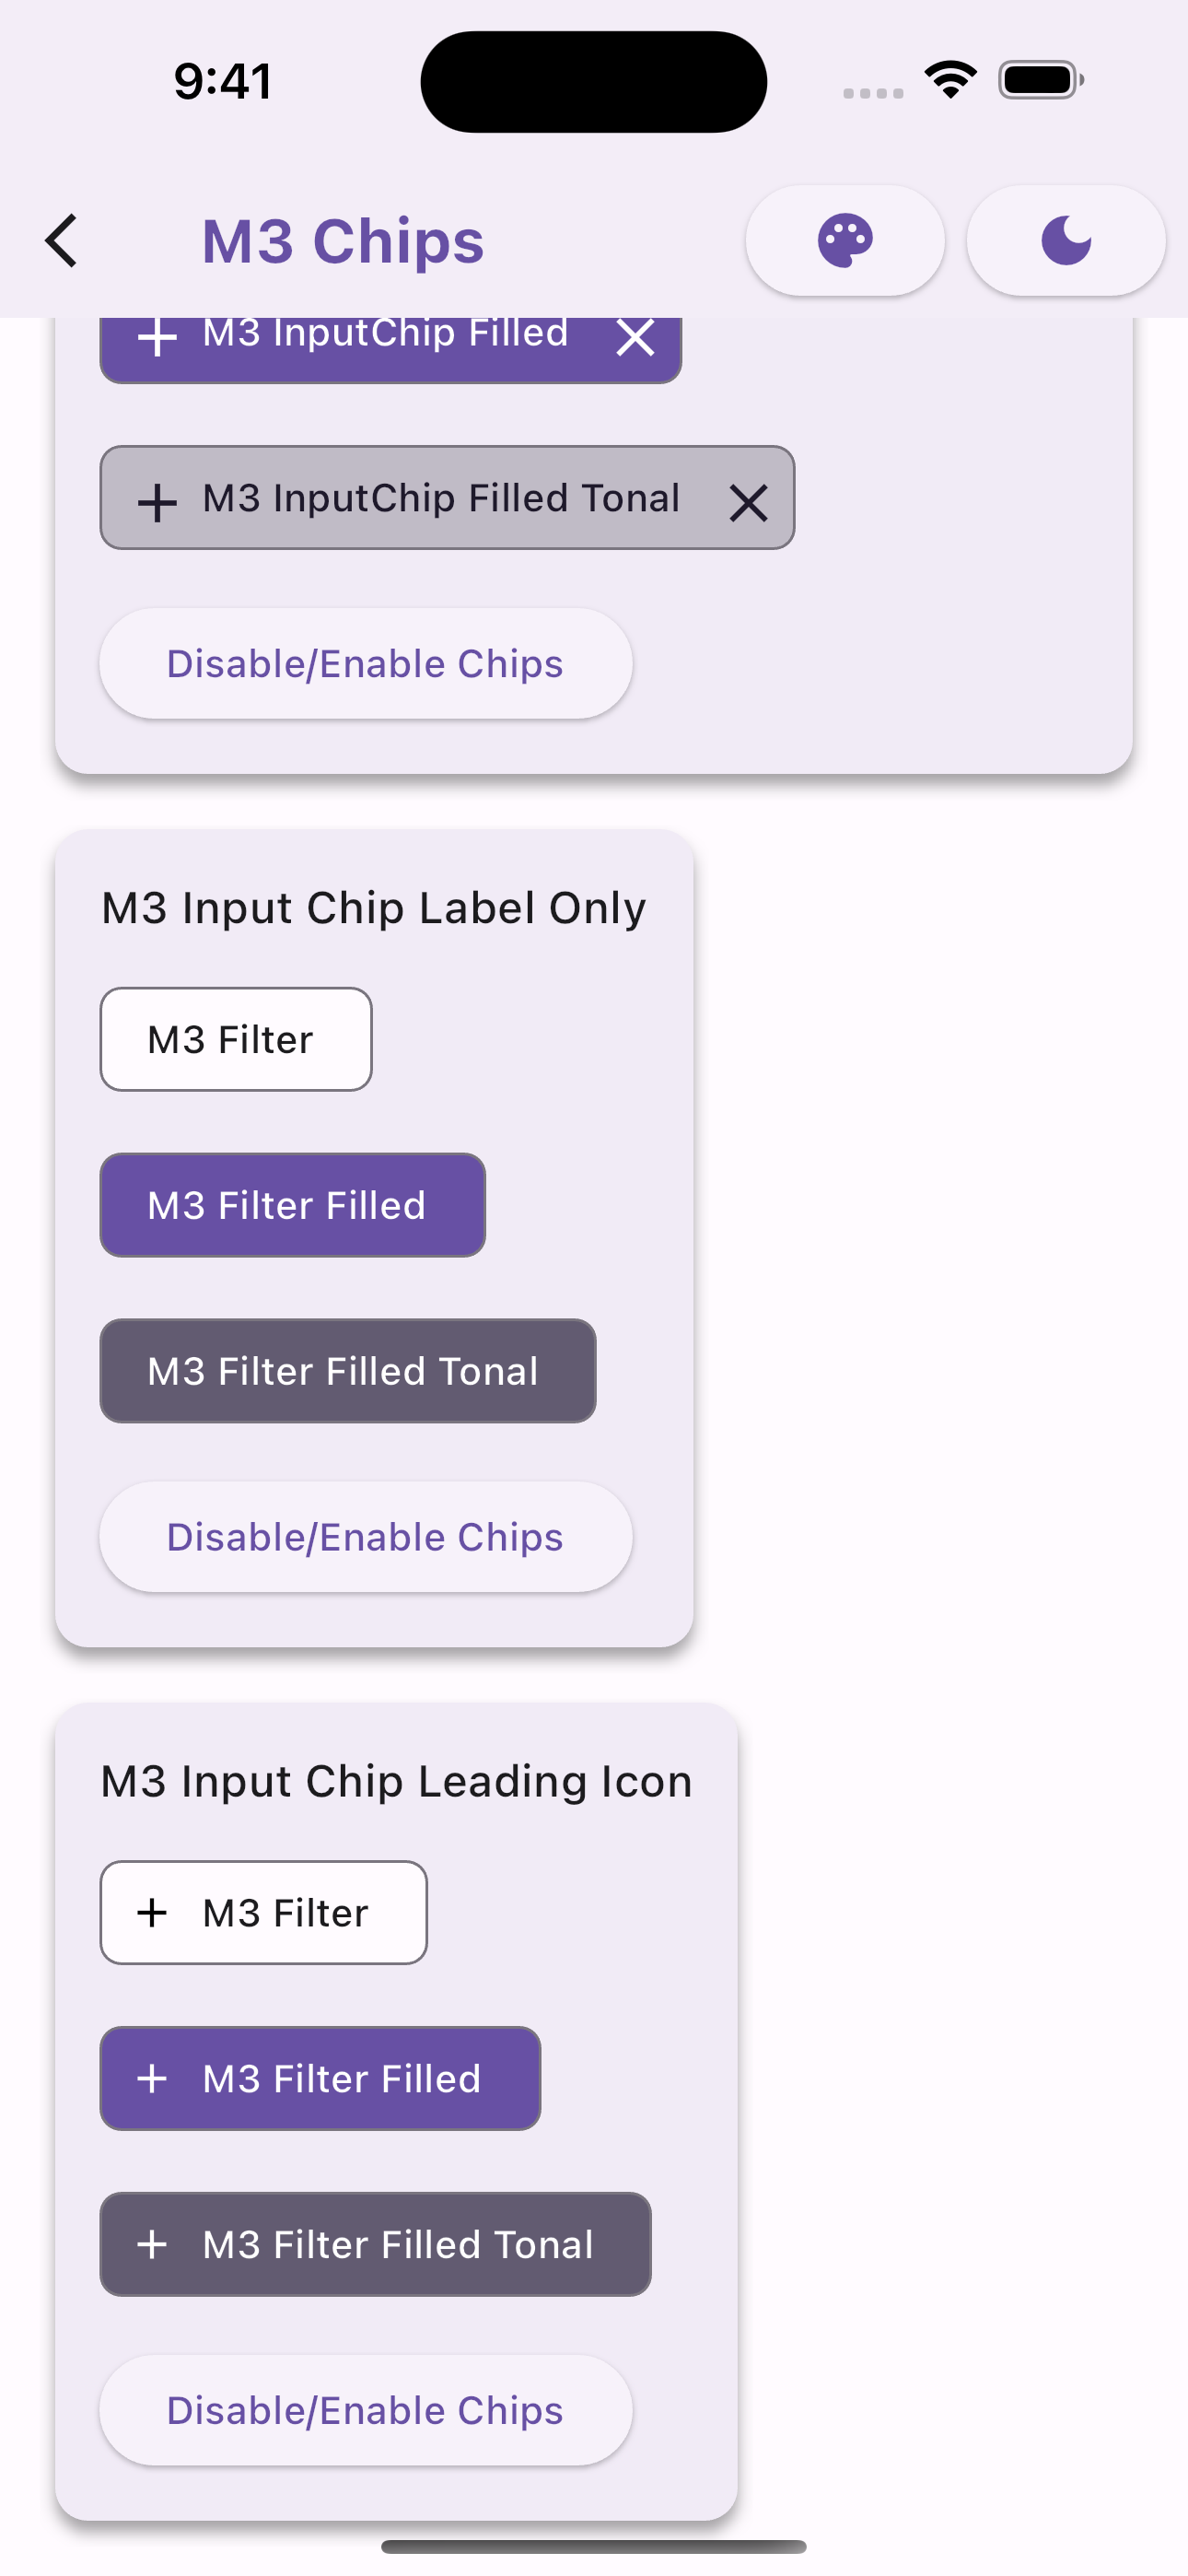 9:41
M3 Chips
M3 InputChip Filled
M3 InputChip Filled Tonal
Disable/Enable Chips
M3 Input Chip Label Only
M3 Filter
M3 Filter Filled
M3 Filter Filled Tonal
Disable/Enable Chips
M3 Input Chip Leading Icon
M3 Filter
M3 Filter Filled
M3 Filter Filled Tonal
Disable/Enable Chips